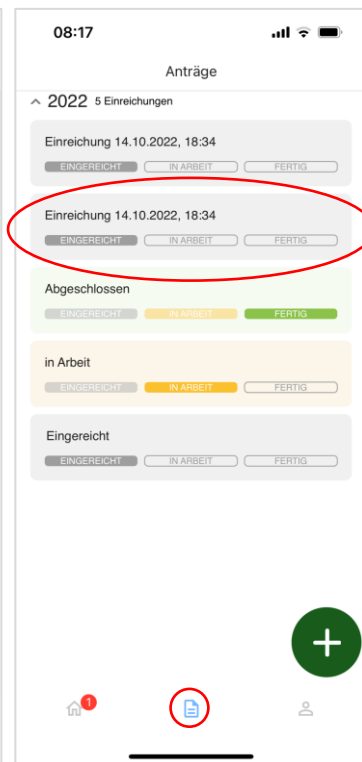 08:17
Anträge
2022 5 Einreichungen
Einreichung 14.10.2022, 18:34
EINGEREICHT IN ARBEIT FERTIG
Einreichung 14.10.2022, 18:34
EINGEREICHT IN ARBEIT FERTIG
Abgeschlossen
EINGEREICHT IN ARBEIT FERTIG
in Arbeit
EINGEREICHT IN ARBEIT FERTIG
Eingereicht
EINGEREICHT IN ARBEIT FERTIG
1